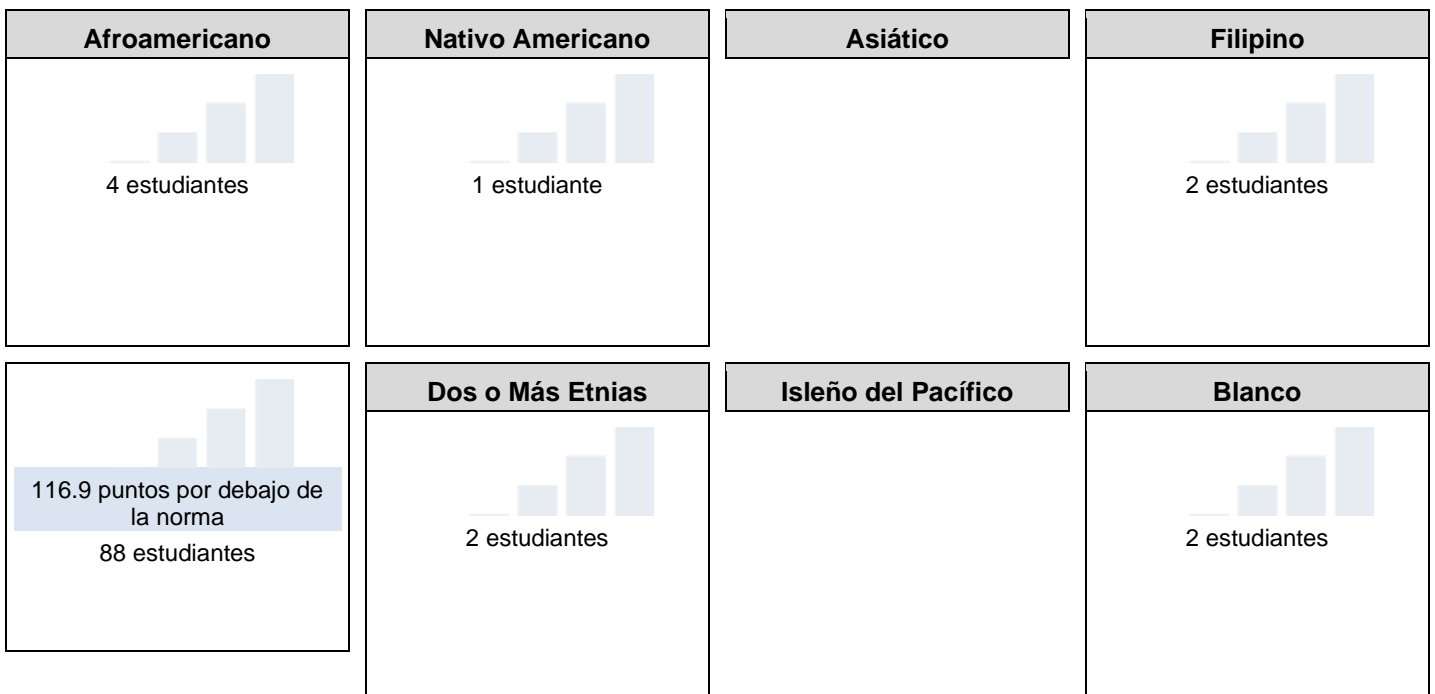 Afroamericano
4 estudiantes
Nativo Americano
1 estudiante
Asiático
Filipino
2 estudiantes
116.9 puntos por debajo de
la norma
88 estudiantes
Dos o Más Etnias
2 estudiantes
Isleño del Pacífico
Blanco
2 estudiantes